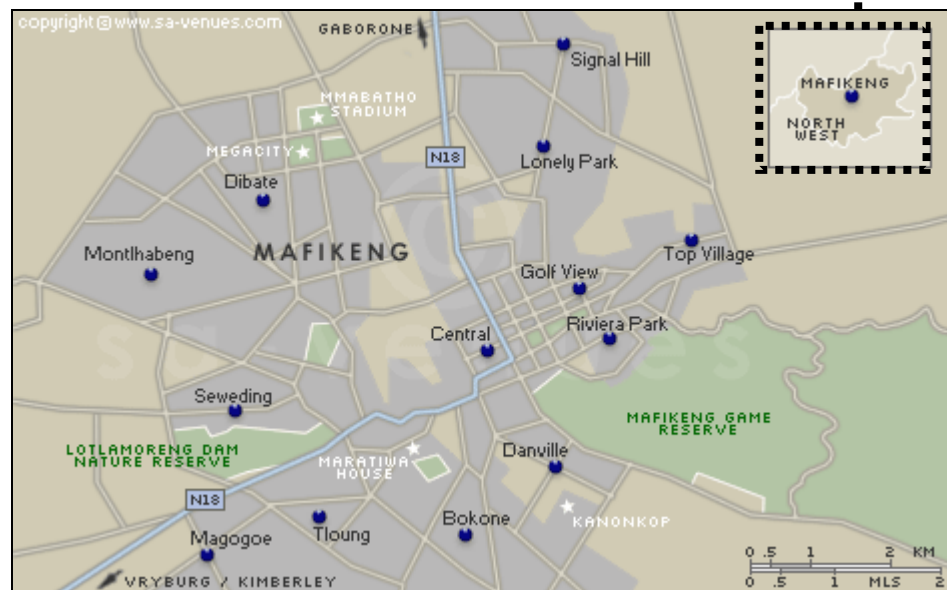 copyright©www.sa-venues.com
GABORONE
Signal Hill
MMABATHO
STADIUM
MAFIKENG
NORTH
WEST
MEGACITY
N18
Lonely Park
Dibate
Montlhabeng
MAFIKENG
Top Village
Golf View
Central
Riviera Park
sa-venues
Seweding
MAFIKENG GAME
RESERVE
LOTLAMORENG DAM
NATURE RESERVE
MARATIWA
HOUSE
Danville
N18
KANONKOP
Magogoe
Tloung
Bokone
VRYBURG / KIMBERLEY
0 .5 1 2 KM
0 .5 1 MLS 2